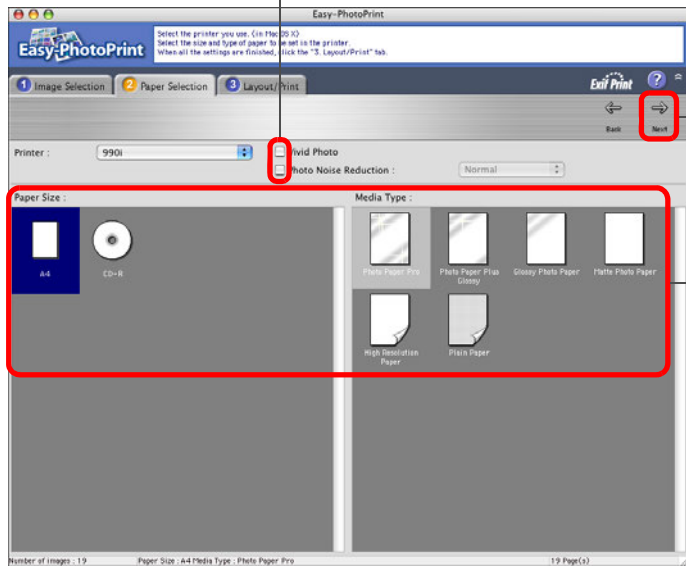 Easy-PhotoPrint
Easy-PhotoPrint
Select the printer you use. (in Mac OS X)
Select the size and type of paper to be set in the printer.
When all the settings are finished, click the "3. Layout/Print" tab.
1 Image Selection
2 Paper Selection
3 Layout/Print
Exif Print
?
Back
Next
Printer :
990i
Vivid Photo
Photo Noise Reduction :
Normal
Paper Size :
Media Type :
A4
CD-R
Photo Paper Pro
Photo Paper Plus
Glossy
Glossy Photo Paper
Matte Photo Paper
High Resolution
Paper
Plain Paper
Number of images : 19
Paper Size : A4 Media Type : Photo Paper Pro
19 Page(s)